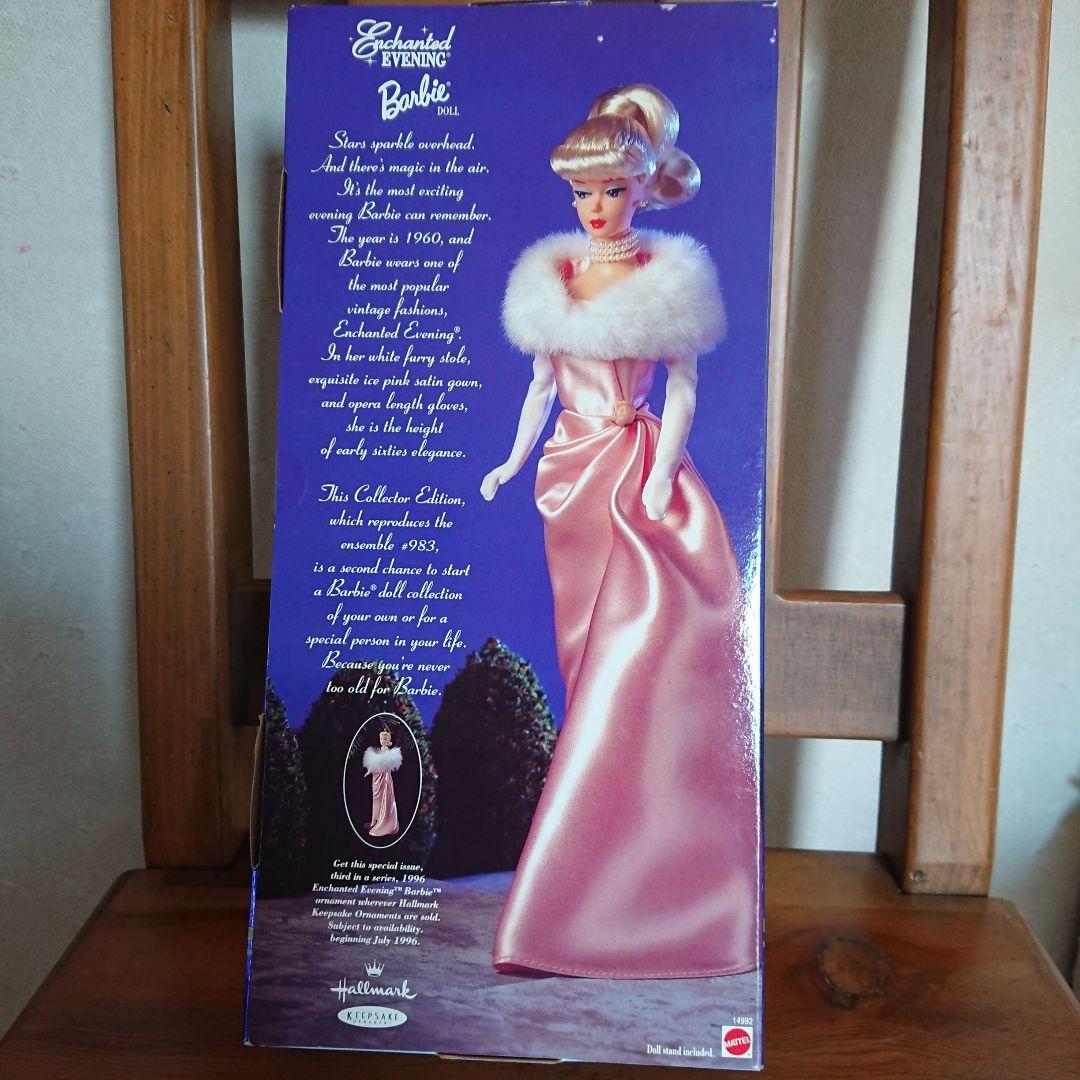 Enchanted
EVENING®
Barbie®
DOLL
Stars sparkle overhead.
And there's magic in the air.
It's the most exciting
evening Barbie can remember.
The year is 1960, and
Barbie wears one of
the most popular
vintage fashions,
Enchanted Evening®.
In her white furry stole,
exquisite ice pink satin gown,
and opera length gloves,
she is the height
of early sixties elegance.
This Collector Edition,
which reproduces the
ensemble #983,
is a second chance to start
a Barbie® doll collection
of your own or for a
special person in your life.
Because you're never
too old for Barbie.
Get this special issue,
third in a series, 1996
Enchanted Evening™ Barbie™
ornament wherever Hallmark
Keepsake Ornaments are sold.
Subject to availability.
beginning July 1996.
Hallmark
KEEPSAKE
ORNAMENT
14992
Doll stand included.
MATTEL